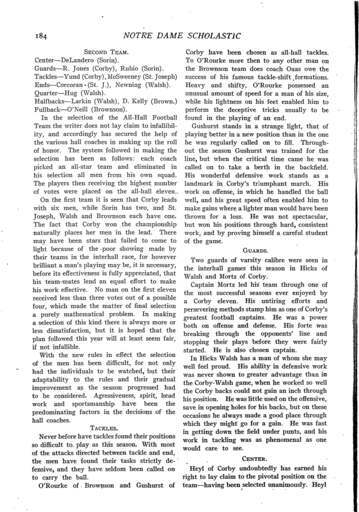 184 NOTRE DAME SCHOLASTIC
SECOND TEAM.
Center—DeLandero (Sorin).
Guards—R. Jones (Corby), Rubio (Sorin).
Tackles—Yund (Corby), McSweeney (St. Joseph)
Ends—Corcoran (St. J.), Newning (Walsh).
Quarter—Hug (Walsh).
Halfbacks—Larkin (Walsh), D. Kelly (Brown.)
Fullback—O'Neill (Brownson).
In the selection of the All-Hall Football
Team the writer does not lay claim to infallibil-
ity, and accordingly has secured the help of
the various hall coaches in making up the roll
of honor. The system followed in making the
selection has been as follows: each coach
picked an all-star team and eliminated in
his selection all men from his own squad.
The players then receiving the highest number
of votes were placed on the all-hall eleven.
On the first team it is seen that Corby leads
with six men, while Sorin has two, and St.
Joseph, Walsh and Brownson each have one.
The fact that Corby won the championship
naturally places her men in the lead. There
may have been stars that failed to come to
light because of the poor showing made by
their teams in the interhall race, for however
brilliant a man's playing may be, it is necessary,
before its effectiveness is fully appreciated, that
his team-mates lend an equal effort to make
his work effective. No man on the first eleven
received less than three votes out of a possible
four, which made the matter of final selection
a purely mathematical problem. In making
a selection of this kind there is always more or
less dissatisfaction, but it is hoped that the
plan followed this year will at least seem fair,
if not infallible.
With the new rules in effect the selection
of the men has been difficult, for not only
had the individuals to be watched, but their
adaptability to the rules and their gradual
improvement as the season progressed had
to be considered. Agressiveness, spirit, head
work and sportsmanship have been the
predominating factors in the decisions of the
hall coaches.
TACKLES.
Never before have tackles found their positions
so difficult to play as this season. With most
of the attacks directed between tackle and end,
the men have found their tasks strictly de-
fensive, and they have seldom been called on
to carry the ball.
O'Rourke of Brownson and Gushurst of
Corby have been chosen as all-hall tackles.
To O'Rourke more then to any other man on
the Brownson team does coach Oaas owe the
success of his famous tackle-shift formations.
Heavy and shifty, O'Rourke possesed an
unusual amount of speed for a man of his size,
while his lightness on his feet enabled him to
perform the deceptive tricks usually to be
found in the playing of an end.
Gushurst stands in a strange light, that of
playing better in a new position than in the one
he was regularly called on to fill. Through-
out the season Gushurst was trained for the
line, but when the critical time came he was
called on to take a berth in the backfield.
His wonderful defensive work stands as a
landmark in Corby's triumphant march. His
work on offense, in which he handled the ball
well, and his great speed often enabled him to
make gains where a lighter man would have been
thrown for a loss. He was not spectacular,
but won his positions through hard, consistent
work, and by proving himself a careful student
of the game.
GUARDS.
Two guards of varsity calibre were seen in
the interhall games this season in Hicks of
Walsh and Morta of Corby.
Captain Morta led his team through one of
the most successful seasons ever enjoyed by
a Corby eleven. His untiring efforts and
persevering methods stamp him as one of Corby's
greatest football captains. He was a power
both on offense and defense. His forte was
breaking through the opponents' line and
stopping their plays before they were fairly
started. He is also chosen captain.
In Hicks Walsh has a man of whom she may
well feel proud. His ability in defensive work
was never shown to greater advantage than in
the Corby-Walsh game, when he worked so well
the Corby backs could not gain an inch through
his position. He was little used on the offensive,
save in opening holes for his backs, but on these
occasions he always made a good place through
which they might go for a gain. He was fast
in getting down the field under punts, and his
work in tackling was as phenomenal as one
would care to see.
CENTER.
Heyl of Corby undoubtedly has earned his
right to lay claim to the pivotal position on the
team—having been selected unanimously. Heyl